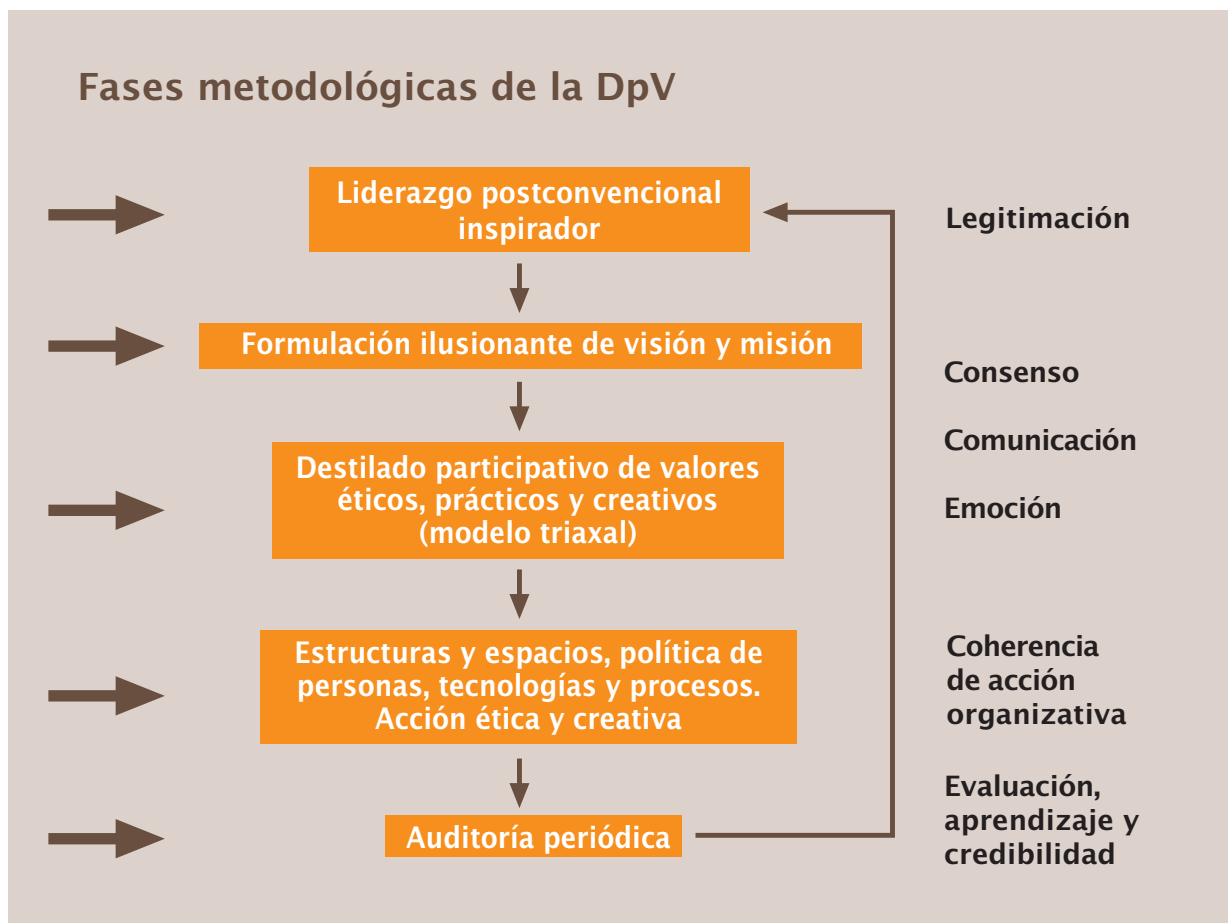 Fases metodológicas de la DpV
Liderazgo postconvencional
inspirador
Legitimación
Formulación ilusionante de visión y misión
Consenso
Comunicación
Destilado participativo de valores
éticos, prácticos y creativos
(modelo triaxal)
Emoción
Estructuras y espacios, política de
personas, tecnologías y procesos.
Acción ética y creativa
Coherencia
de acción
organizativa
Auditoría periódica
Evaluación,
aprendizaje y
credibilidad